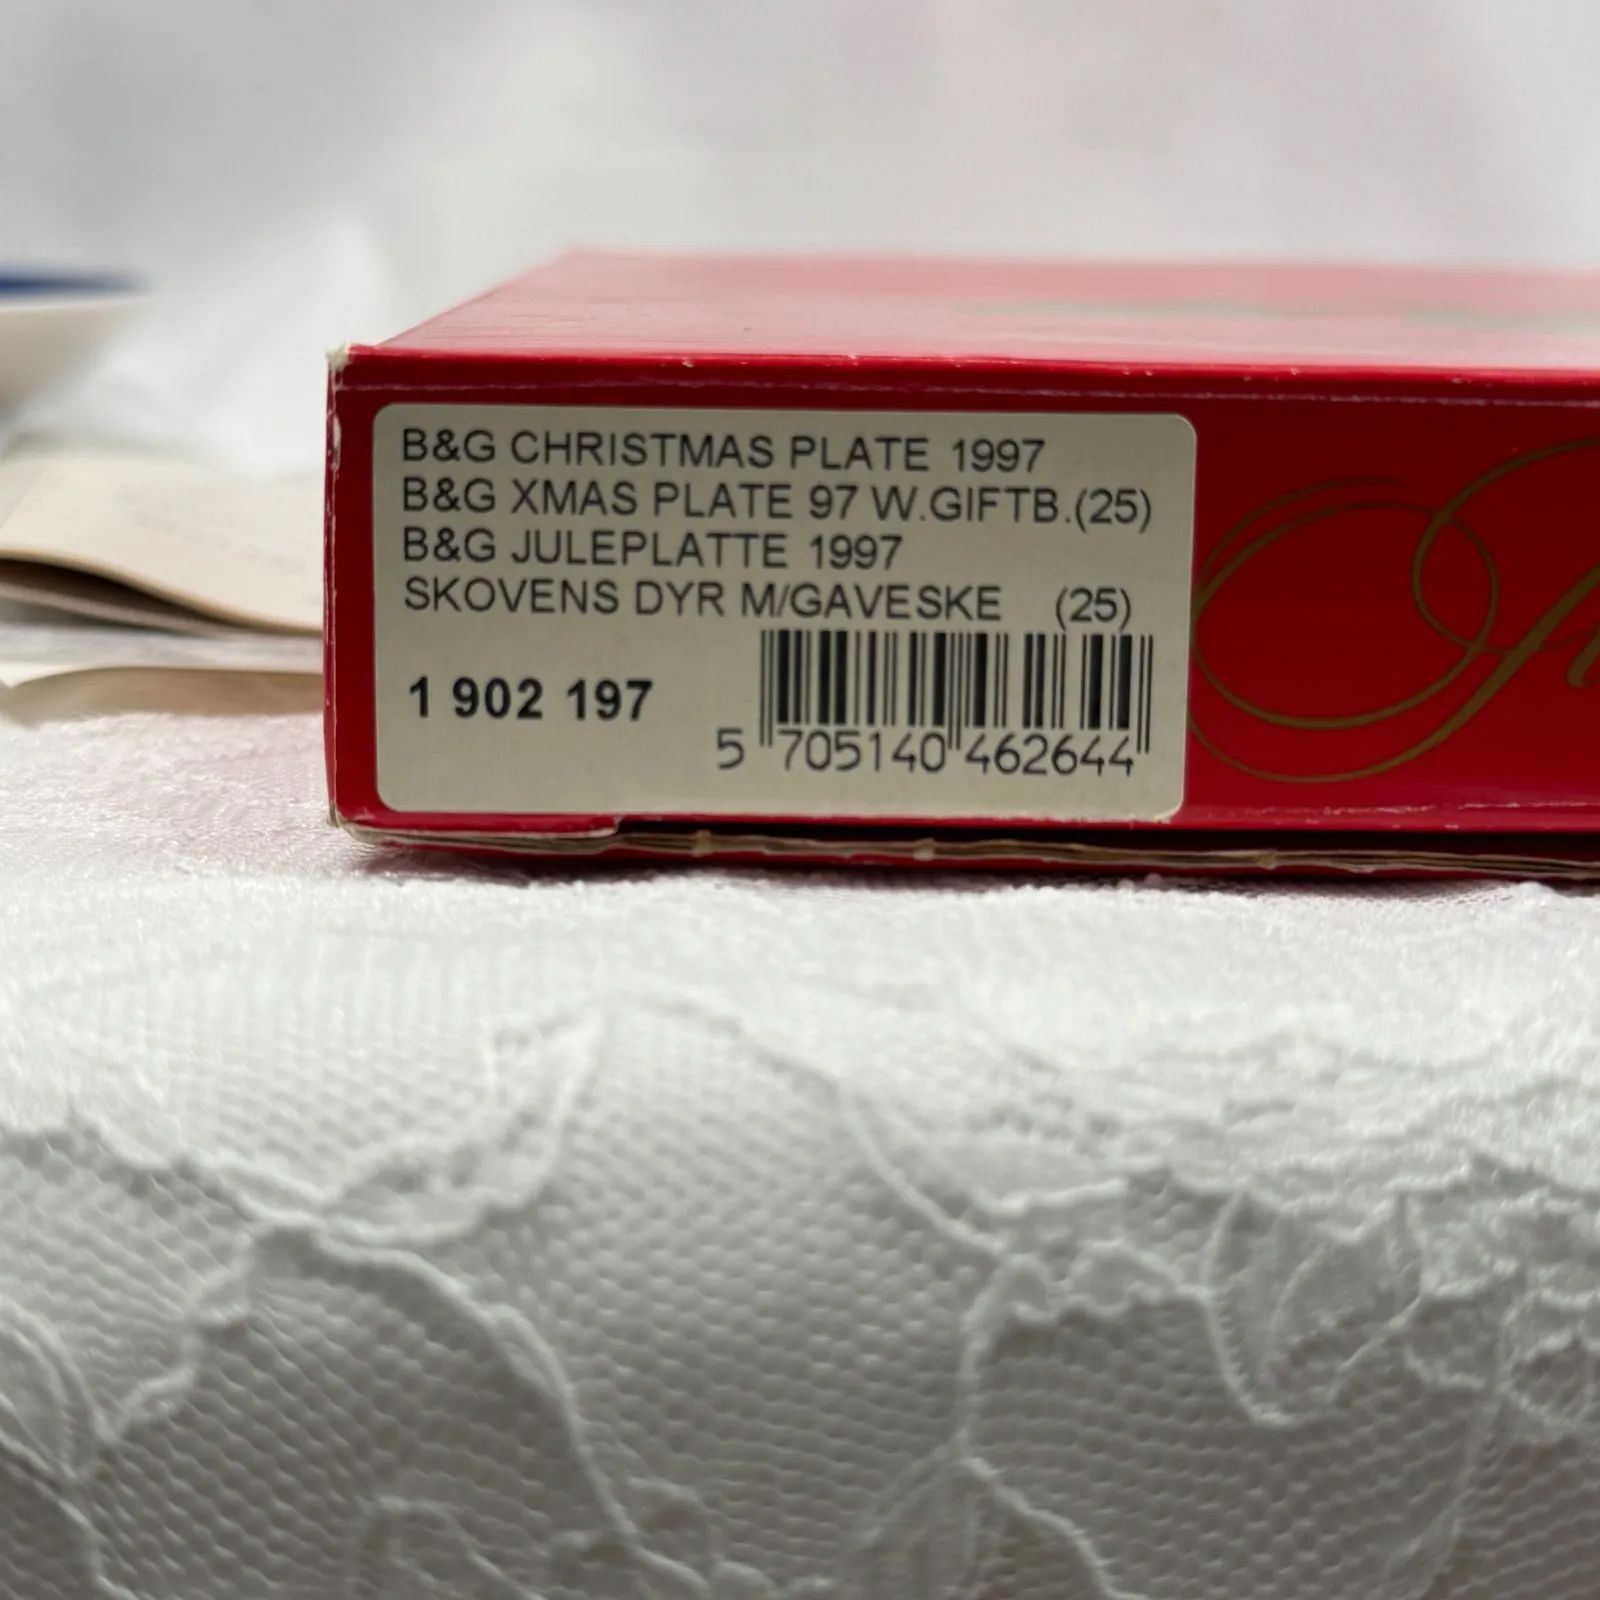 B&G CHRISTMAS PLATE 1997
B&G XMAS PLATE 97 W.GIFTB.(25)
B&G JULEPLATTE 1997
SKOVENS DYR M/GAVESKE (25)
1 902 197
5 705140 462644